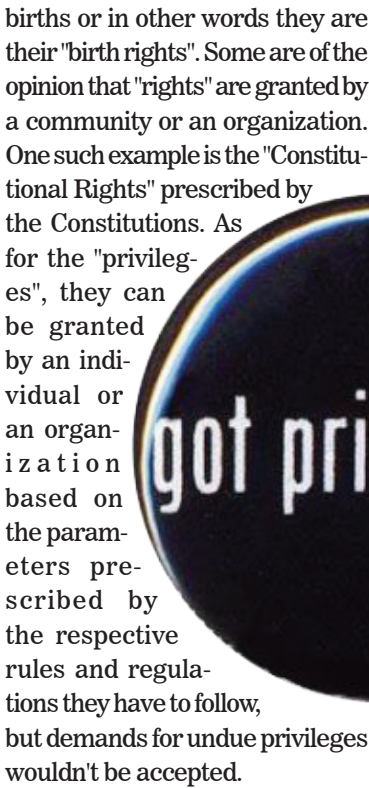 births or in other words they are
their "birth rights". Some are of the
opinion that "rights" are granted by
a community or an organization.
One such example is the "Constitu-
tional Rights" prescribed by
the Constitutions. As
for the "privileg-
es", they can
be granted
by an indi-
vidual or
an organ-
ization
based on
the param-
eters pre-
scribed by
the respective
rules and regula-
tions they have to follow,
but demands for undue privileges
wouldn't be accepted.
got pri